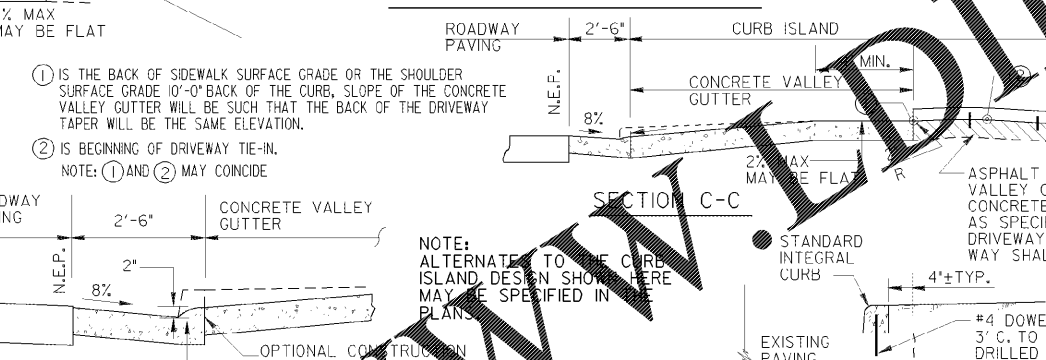 % MAX
MAY BE FLAT
ROADWAY
PAVING
2'-6"
CURB ISLAND
MIN.
N.E.P.
CONCRETE VALLEY
GUTTER
8%
2% MAX
MAY BE FLAT
R
SECTION C-C
1 IS THE BACK OF SIDEWALK SURFACE GRADE OR THE SHOULDER
SURFACE GRADE 10'-0" BACK OF THE CURB, SLOPE OF THE CONCRETE
VALLEY GUTTER WILL BE SUCH THAT THE BACK OF THE DRIVEWAY
TAPER WILL BE THE SAME ELEVATION.
2 IS BEGINNING OF DRIVEWAY TIE-IN.
NOTE: 1 AND 2 MAY COINCIDE
ASPHALT
VALLEY
CONCRETE
AS SPECI
DRIVEWAY
WAY SHAL
2'-6"
CONCRETE VALLEY
GUTTER
N.E.P.
2"
8%
OPTIONAL CONSTRUCTION
NOTE:
ALTERNATES TO THE CURB
ISLAND DESIGN SHOWN HERE
MAY BE SPECIFIED IN THE
PLANS.
STANDARD
INTEGRAL
CURB
4"±TYP.
#4 DOWE
3' C. TO
DRILLED
EXISTING
PAVING
WW.DI